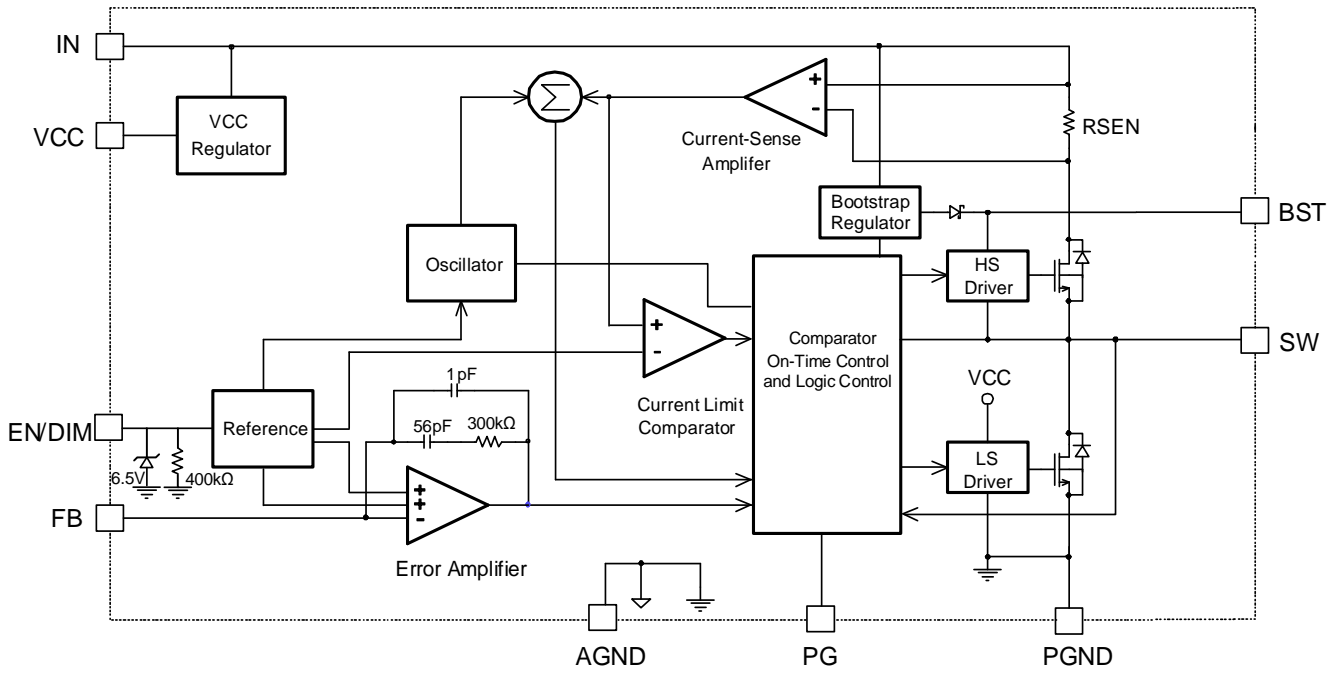 IN
VCC
VCC
Regulator
Σ
+
-
Current-Sense
Amplifer
RSEN
Bootstrap
Regulator
BST
Oscillator
HS
Driver
+
-
Comparator
On-Time Control
and Logic Control
SW
1pF
VCC
Current Limit
Comparator
56pF
300kΩ
EN/DIM
Reference
6.5V
400kΩ
LS
Driver
+
+
-
FB
Error Amplifier
AGND
PG
PGND